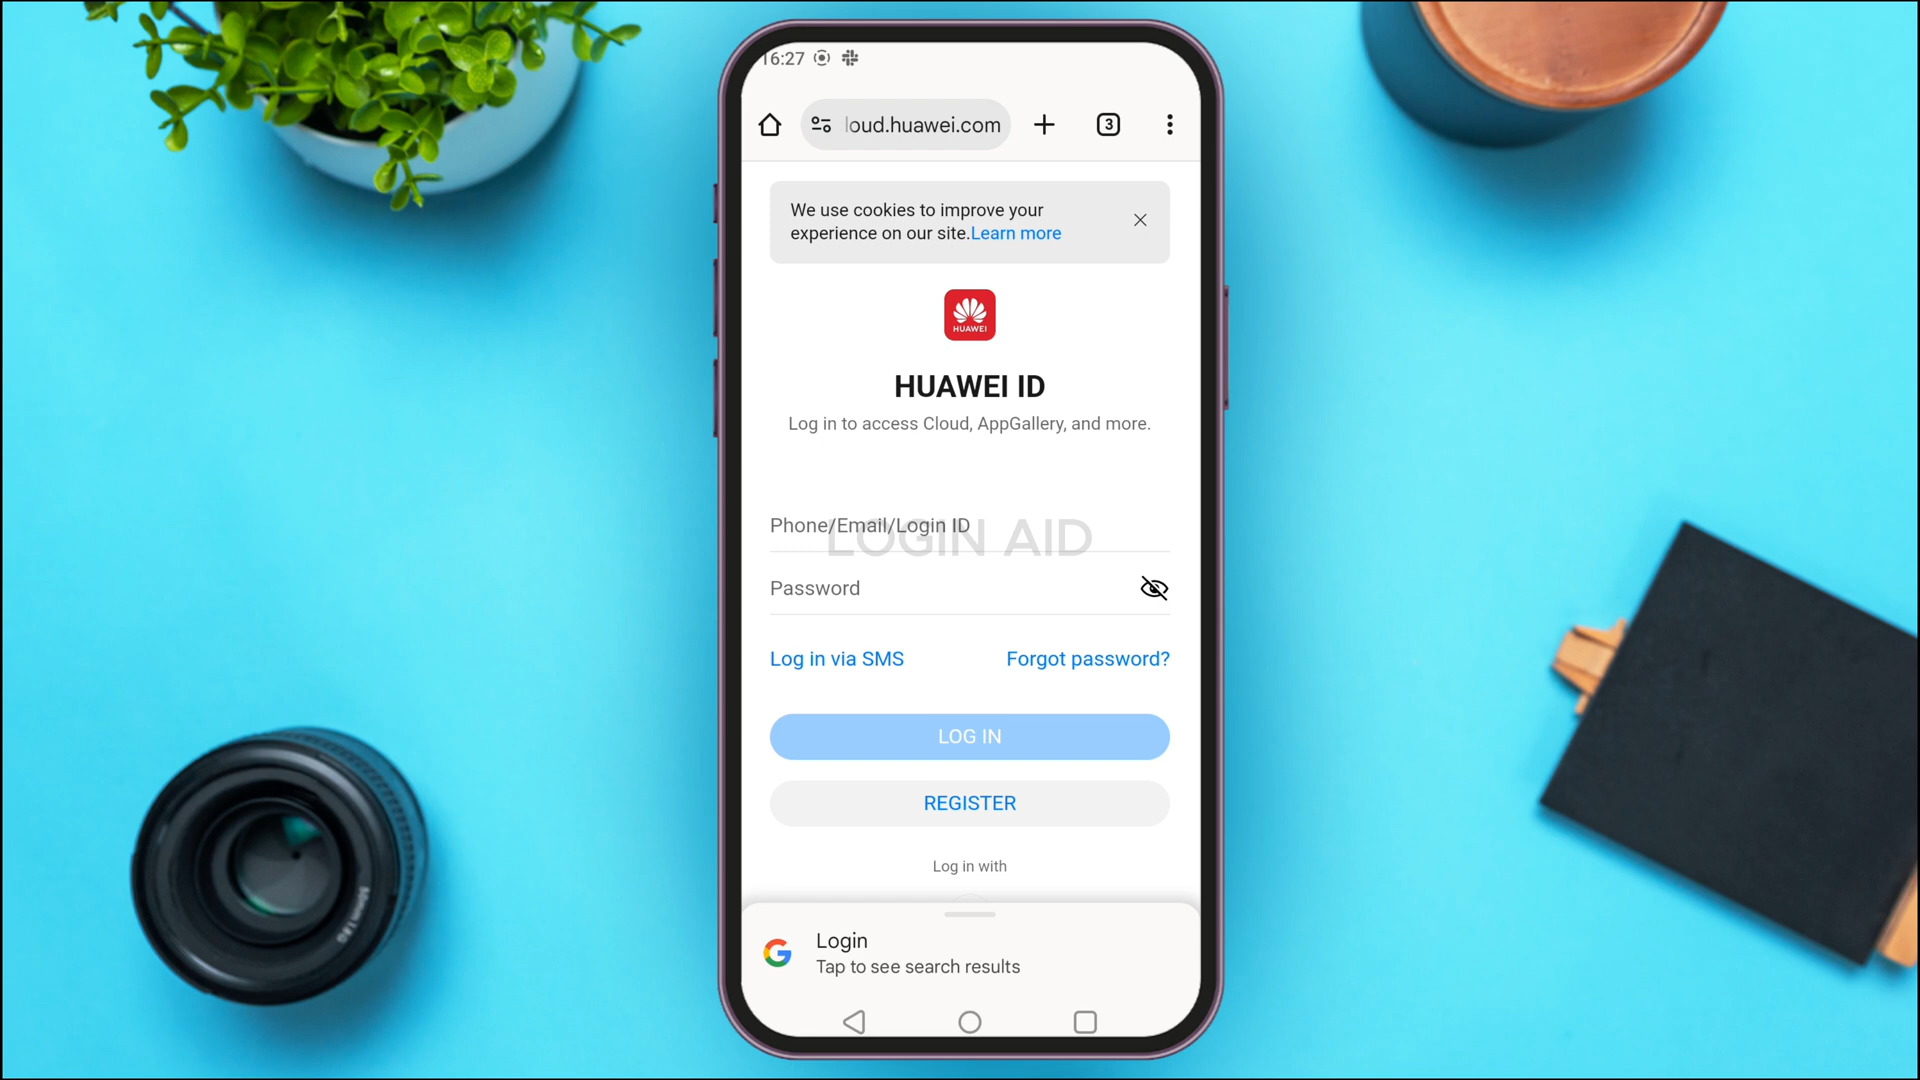 16:27
loud.huawei.com
3
We use cookies to improve your
experience on our site.Learn more
HUAWEI
HUAWEI ID
Log in to access Cloud, AppGallery, and more.
Phone/Email/Login ID
LOGIN AID
Password
Log in via SMS
Forgot password?
LOG IN
REGISTER
Log in with
Login
Tap to see search results